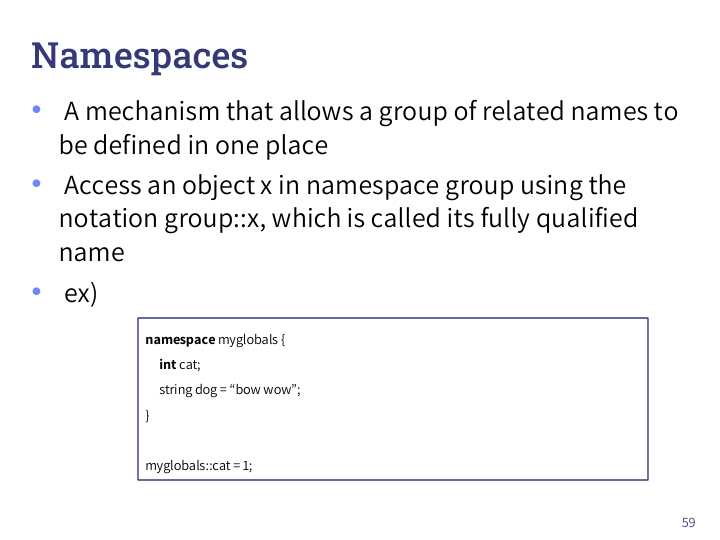 Namespaces
• A mechanism that allows a group of related names to
be defined in one place
• Access an object x in namespace group using the
notation group::x, which is called its fully qualified
name
• ex)
namespace myglobals {
int cat;
string dog = “bow wow”;
}
myglobals::cat = 1;
59